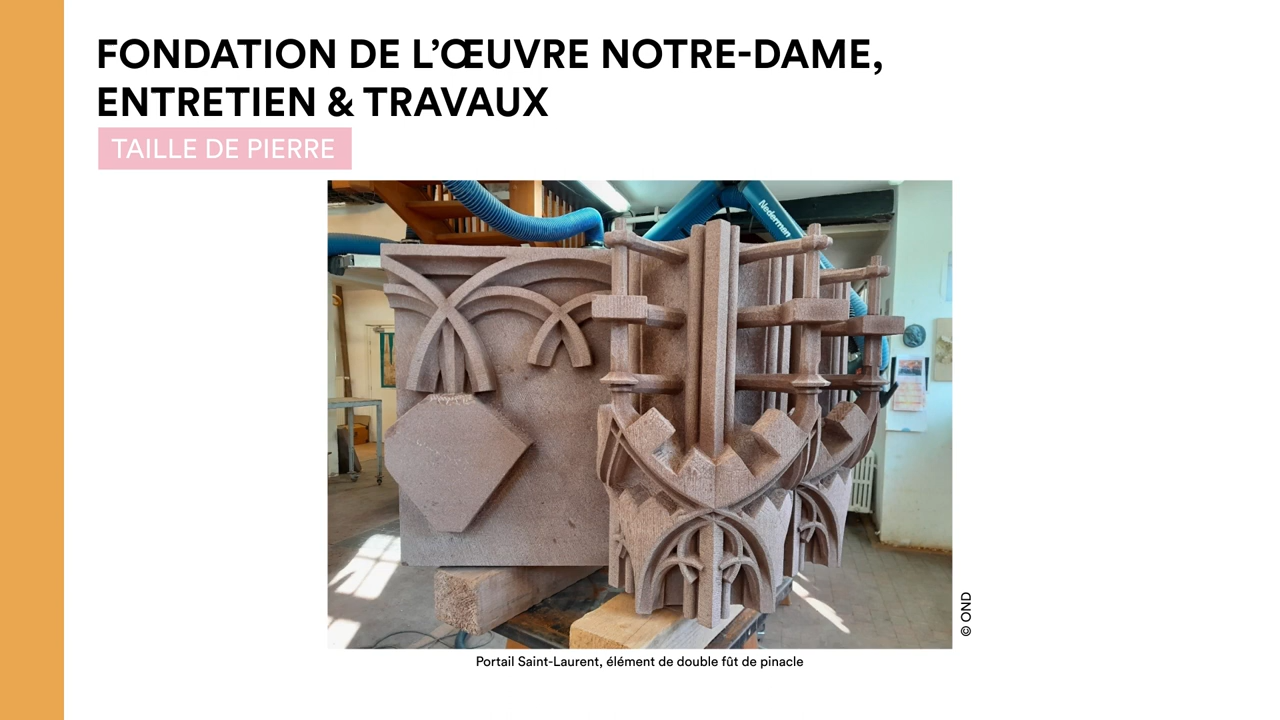 FONDATION DE L’ŒUVRE NOTRE-DAME,
ENTRETIEN & TRAVAUX
TAILLE DE PIERRE
Nederman
© OND
Portail Saint-Laurent, élément de double fût de pinacle